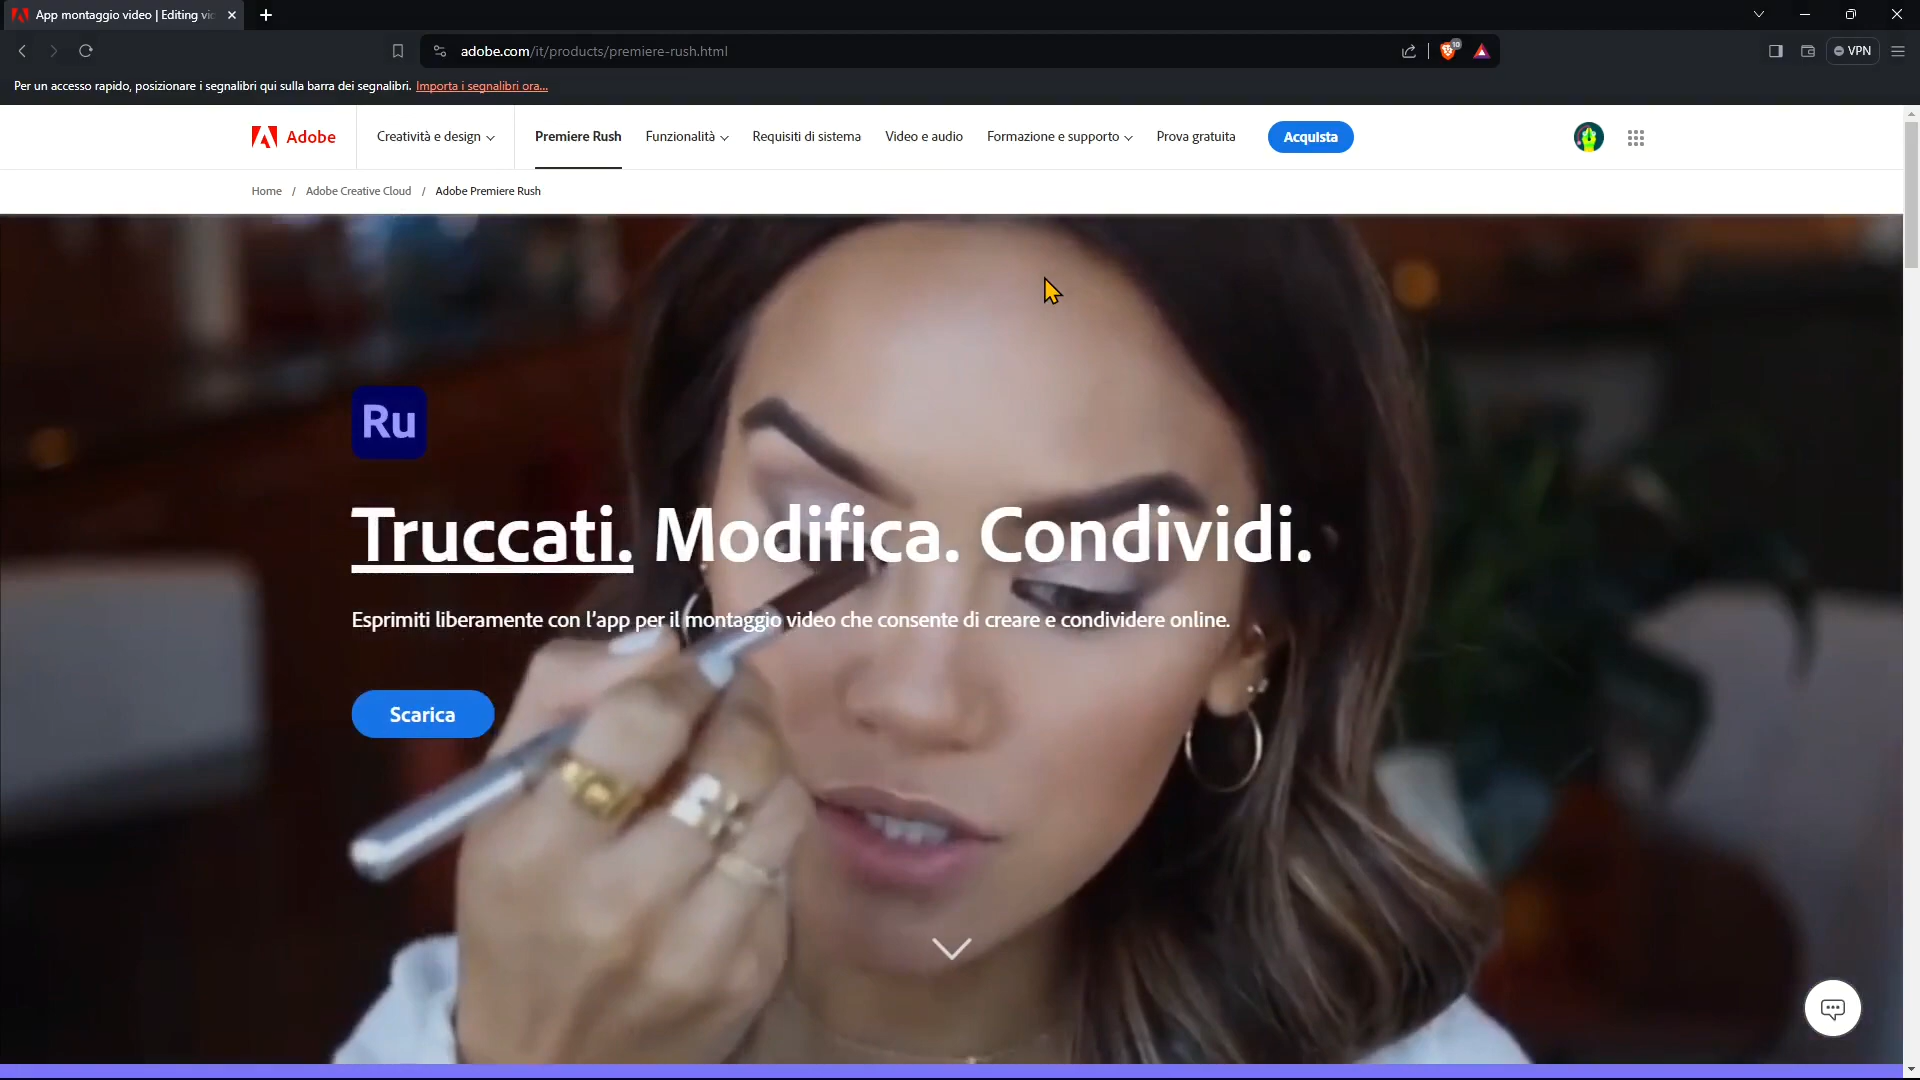 App montaggio video | Editing vi
adobe.com/it/products/premiere-rush.html
10
VPN
Per un accesso rapido, posizionare i segnalibri qui sulla barra dei segnalibri. Importa i segnalibri ora...
Adobe
Creatività e design
Premiere Rush
Funzionalità
Requisiti di sistema
Video e audio
Formazione e supporto
Prova gratuita
Acquista
Home / Adobe Creative Cloud / Adobe Premiere Rush
Ru
Truccati. Modifica. Condividi.
Esprimiti liberamente con l’app per il montaggio video che consente di creare e condividere online.
Scarica